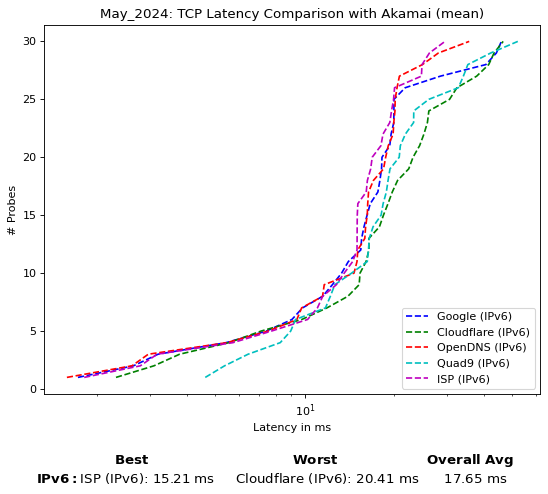 May_2024: TCP Latency Comparison with Akamai (mean)
30
25
20
15
10
5
0
# Probes
Google (IPv6)
Cloudflare (IPv6)
OpenDNS (IPv6)
Quad9 (IPv6)
ISP (IPv6)
10¹
Latency in ms
Best Worst Overall Avg
IPv6: ISP (IPv6): 15.21 ms Cloudflare (IPv6): 20.41 ms 17.65 ms